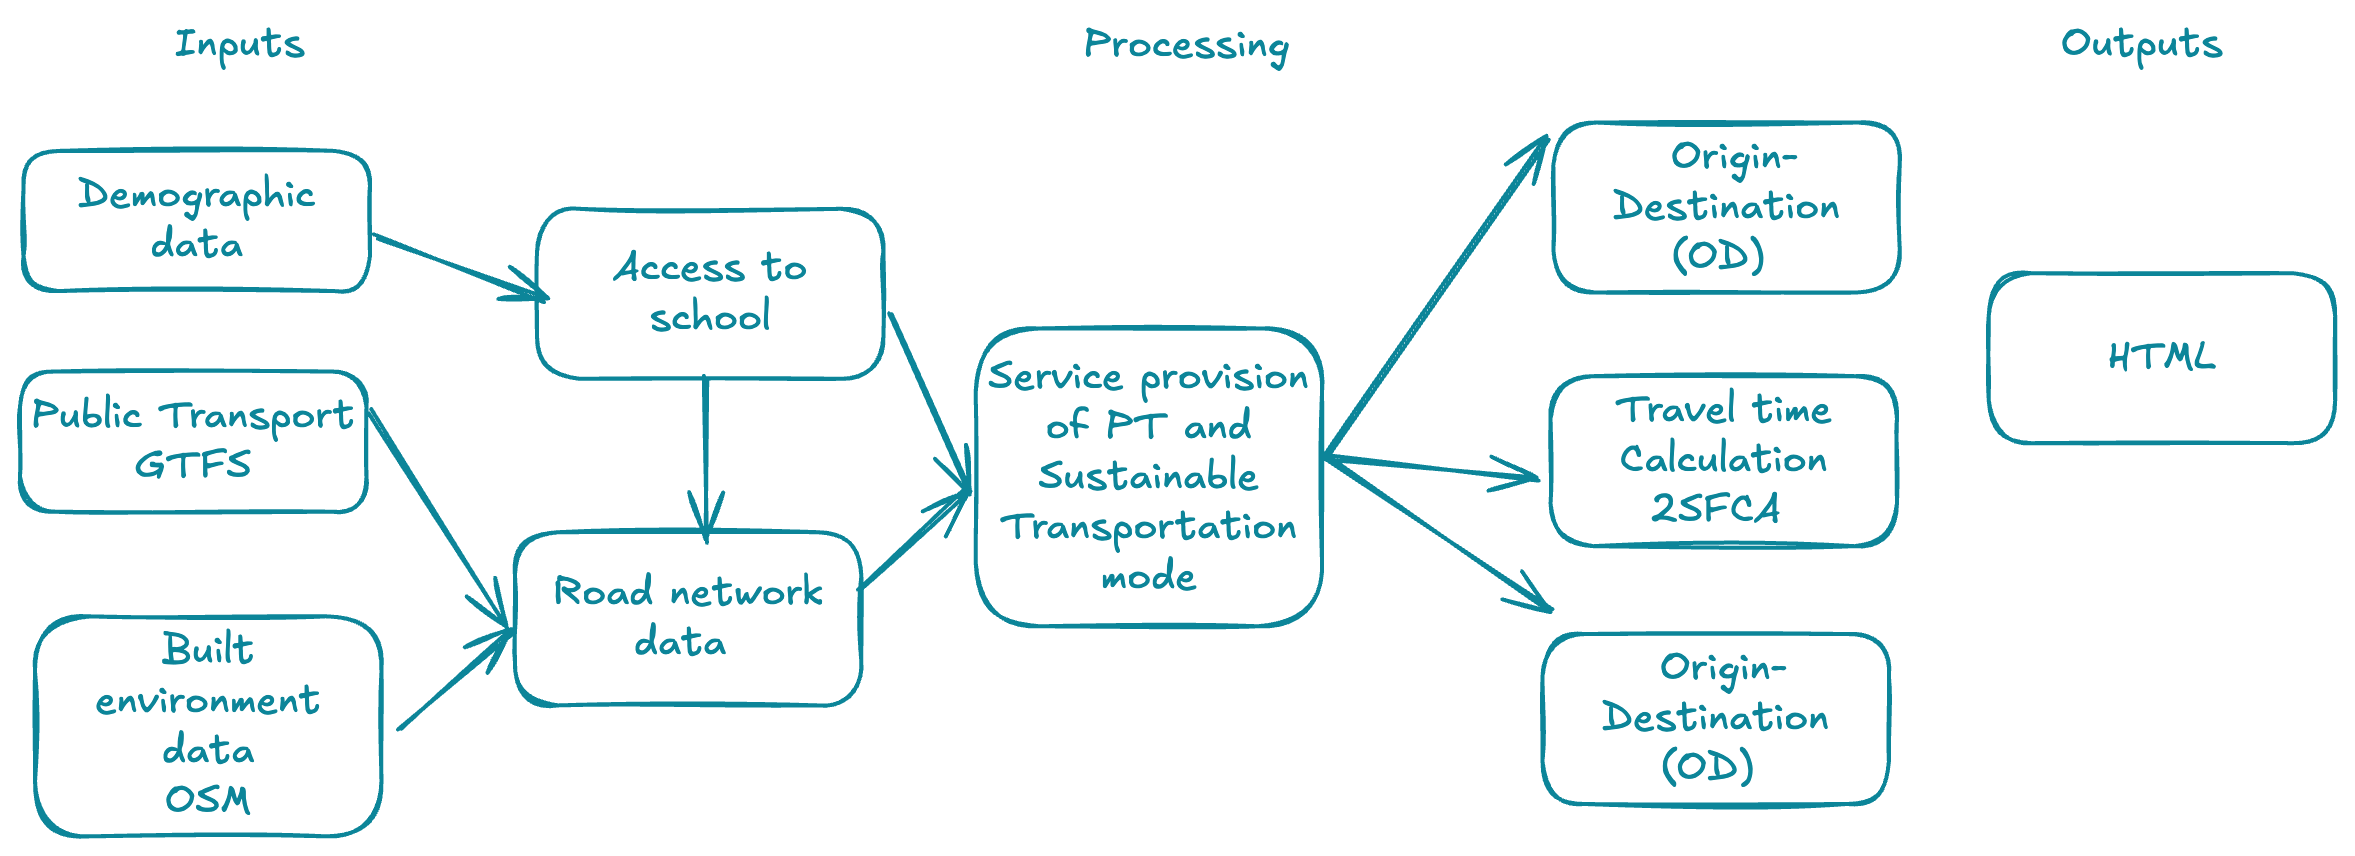 Inputs
Processing
Outputs
Demographic
data
Public Transport
GTFS
Built
environment
data
OSM
Access to
school
Road network
data
Service provision
of PT and
Sustainable
Transportation
mode
Origin-
Destination
(OD)
Travel time
Calculation
2SFCA
Origin-
Destination
(OD)
HTML